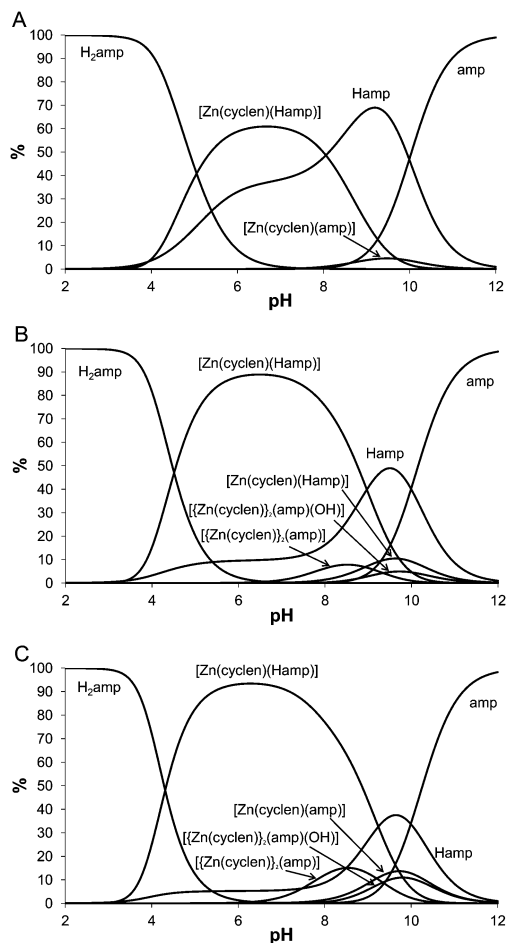 A
100
90
80
70
60
50
40
30
20
10
0
%
H₂amp
[Zn(cyclen)(Hamp)]
Hamp
amp
[Zn(cyclen)(amp)]
2 4 6 8 10 12
pH
B
100
90
80
70
60
50
40
30
20
10
0
%
H₂amp
[Zn(cyclen)(Hamp)]
amp
Hamp
[Zn(cyclen)(Hamp)]
[{Zn(cyclen)}₂(amp)(OH)]
[{Zn(cyclen)}₂(amp)]
2 4 6 8 10 12
pH
C
100
90
80
70
60
50
40
30
20
10
0
%
H₂amp
[Zn(cyclen)(Hamp)]
amp
[Zn(cyclen)(amp)]
[{Zn(cyclen)}₂(amp)(OH)]
Hamp
[{Zn(cyclen)}₂(amp)]
2 4 6 8 10 12
pH